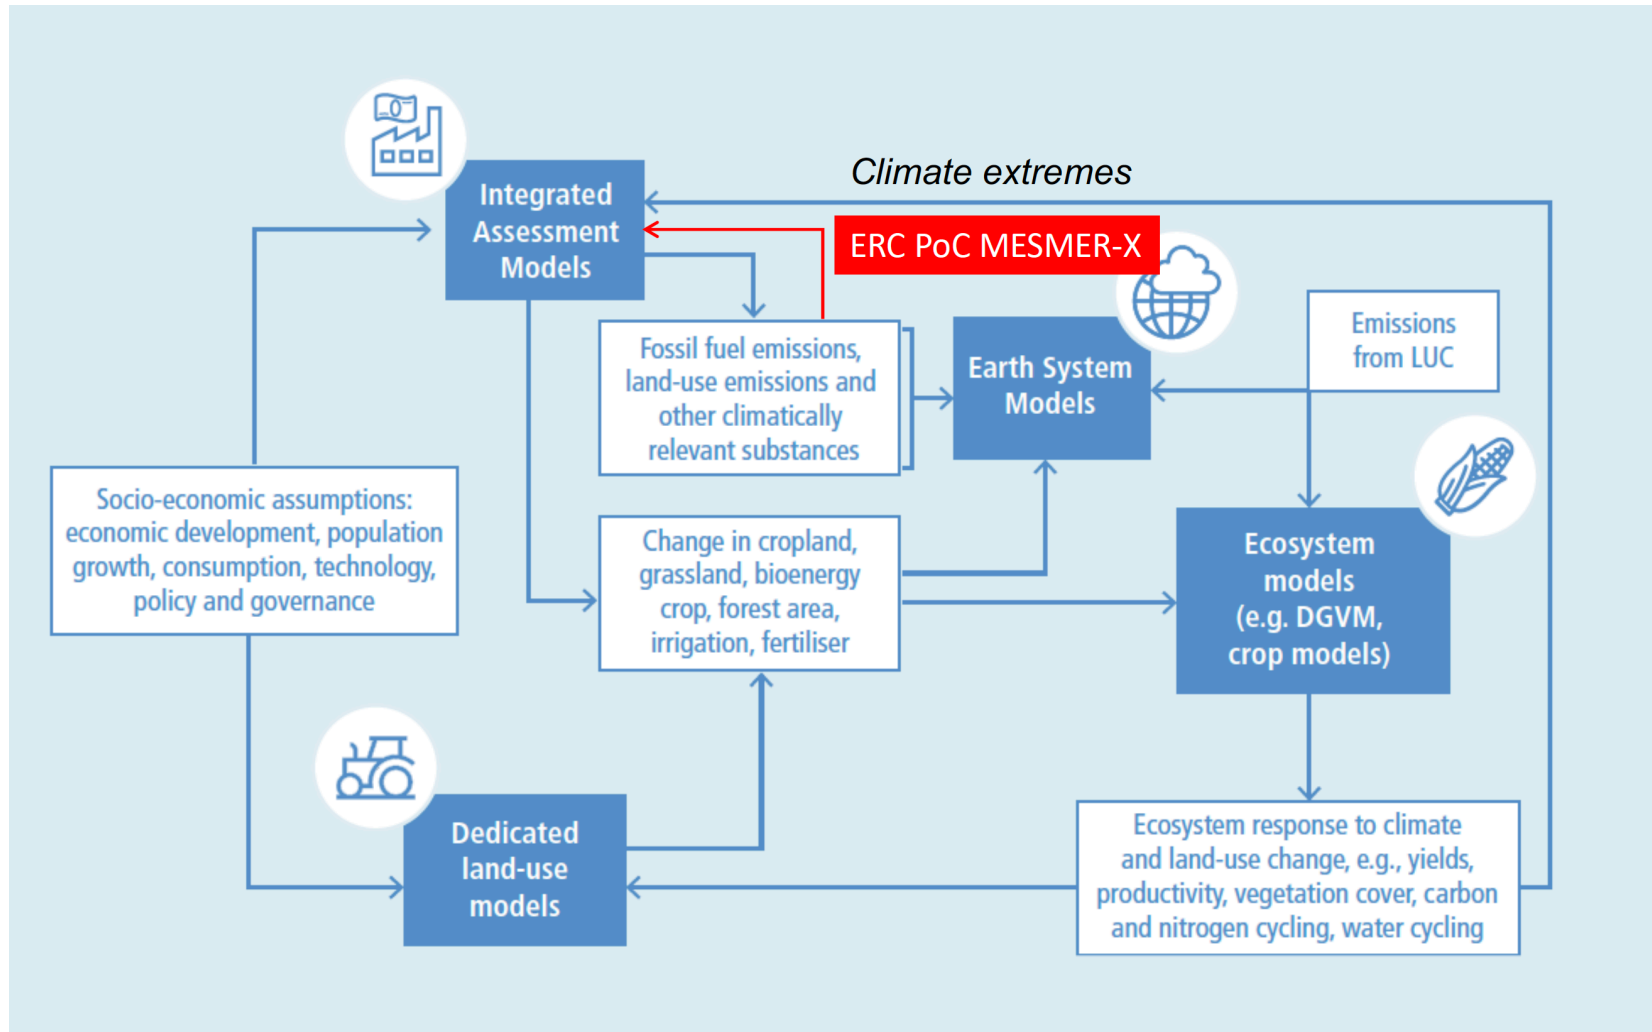 Integrated
Assessment
Models
Climate extremes
ERC PoC MESMER-X
Fossil fuel emissions,
land-use emissions and
other climatically
relevant substances
Earth System
Models
Emissions
from LUC
Socio-economic assumptions:
economic development, population
growth, consumption, technology,
policy and governance
Change in cropland,
grassland, bioenergy
crop, forest area,
irrigation, fertiliser
Ecosystem
models
(e.g. DGVM,
crop models)
Dedicated
land-use
models
Ecosystem response to climate
and land-use change, e.g., yields,
productivity, vegetation cover, carbon
and nitrogen cycling, water cycling